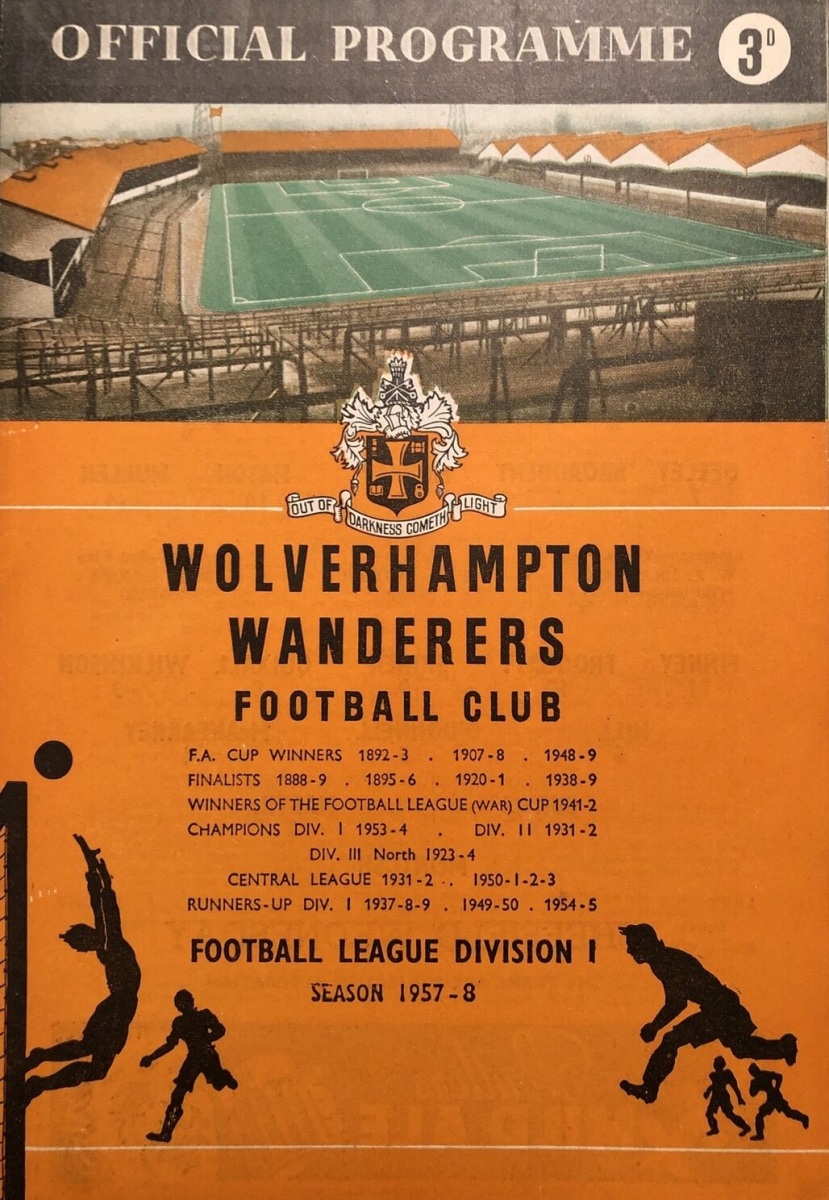 OFFICIAL PROGRAMME 3D
OUT OF DARKNESS COMETH LIGHT
WOLVERHAMPTON
WANDERERS
FOOTBALL CLUB
F.A. CUP WINNERS 1892-3 . 1907-8 . 1948-9
FINALISTS 1888-9 . 1895-6 . 1920-1 . 1938-9
WINNERS OF THE FOOTBALL LEAGUE (WAR) CUP 1941-2
CHAMPIONS DIV. I 1953-4 . DIV. II 1931-2
DIV. III North 1923-4
CENTRAL LEAGUE 1931-2 . 1950-1-2-3
RUNNERS-UP DIV. I 1937-8-9 . 1949-50 . 1954-5
FOOTBALL LEAGUE DIVISION I
SEASON 1957-8